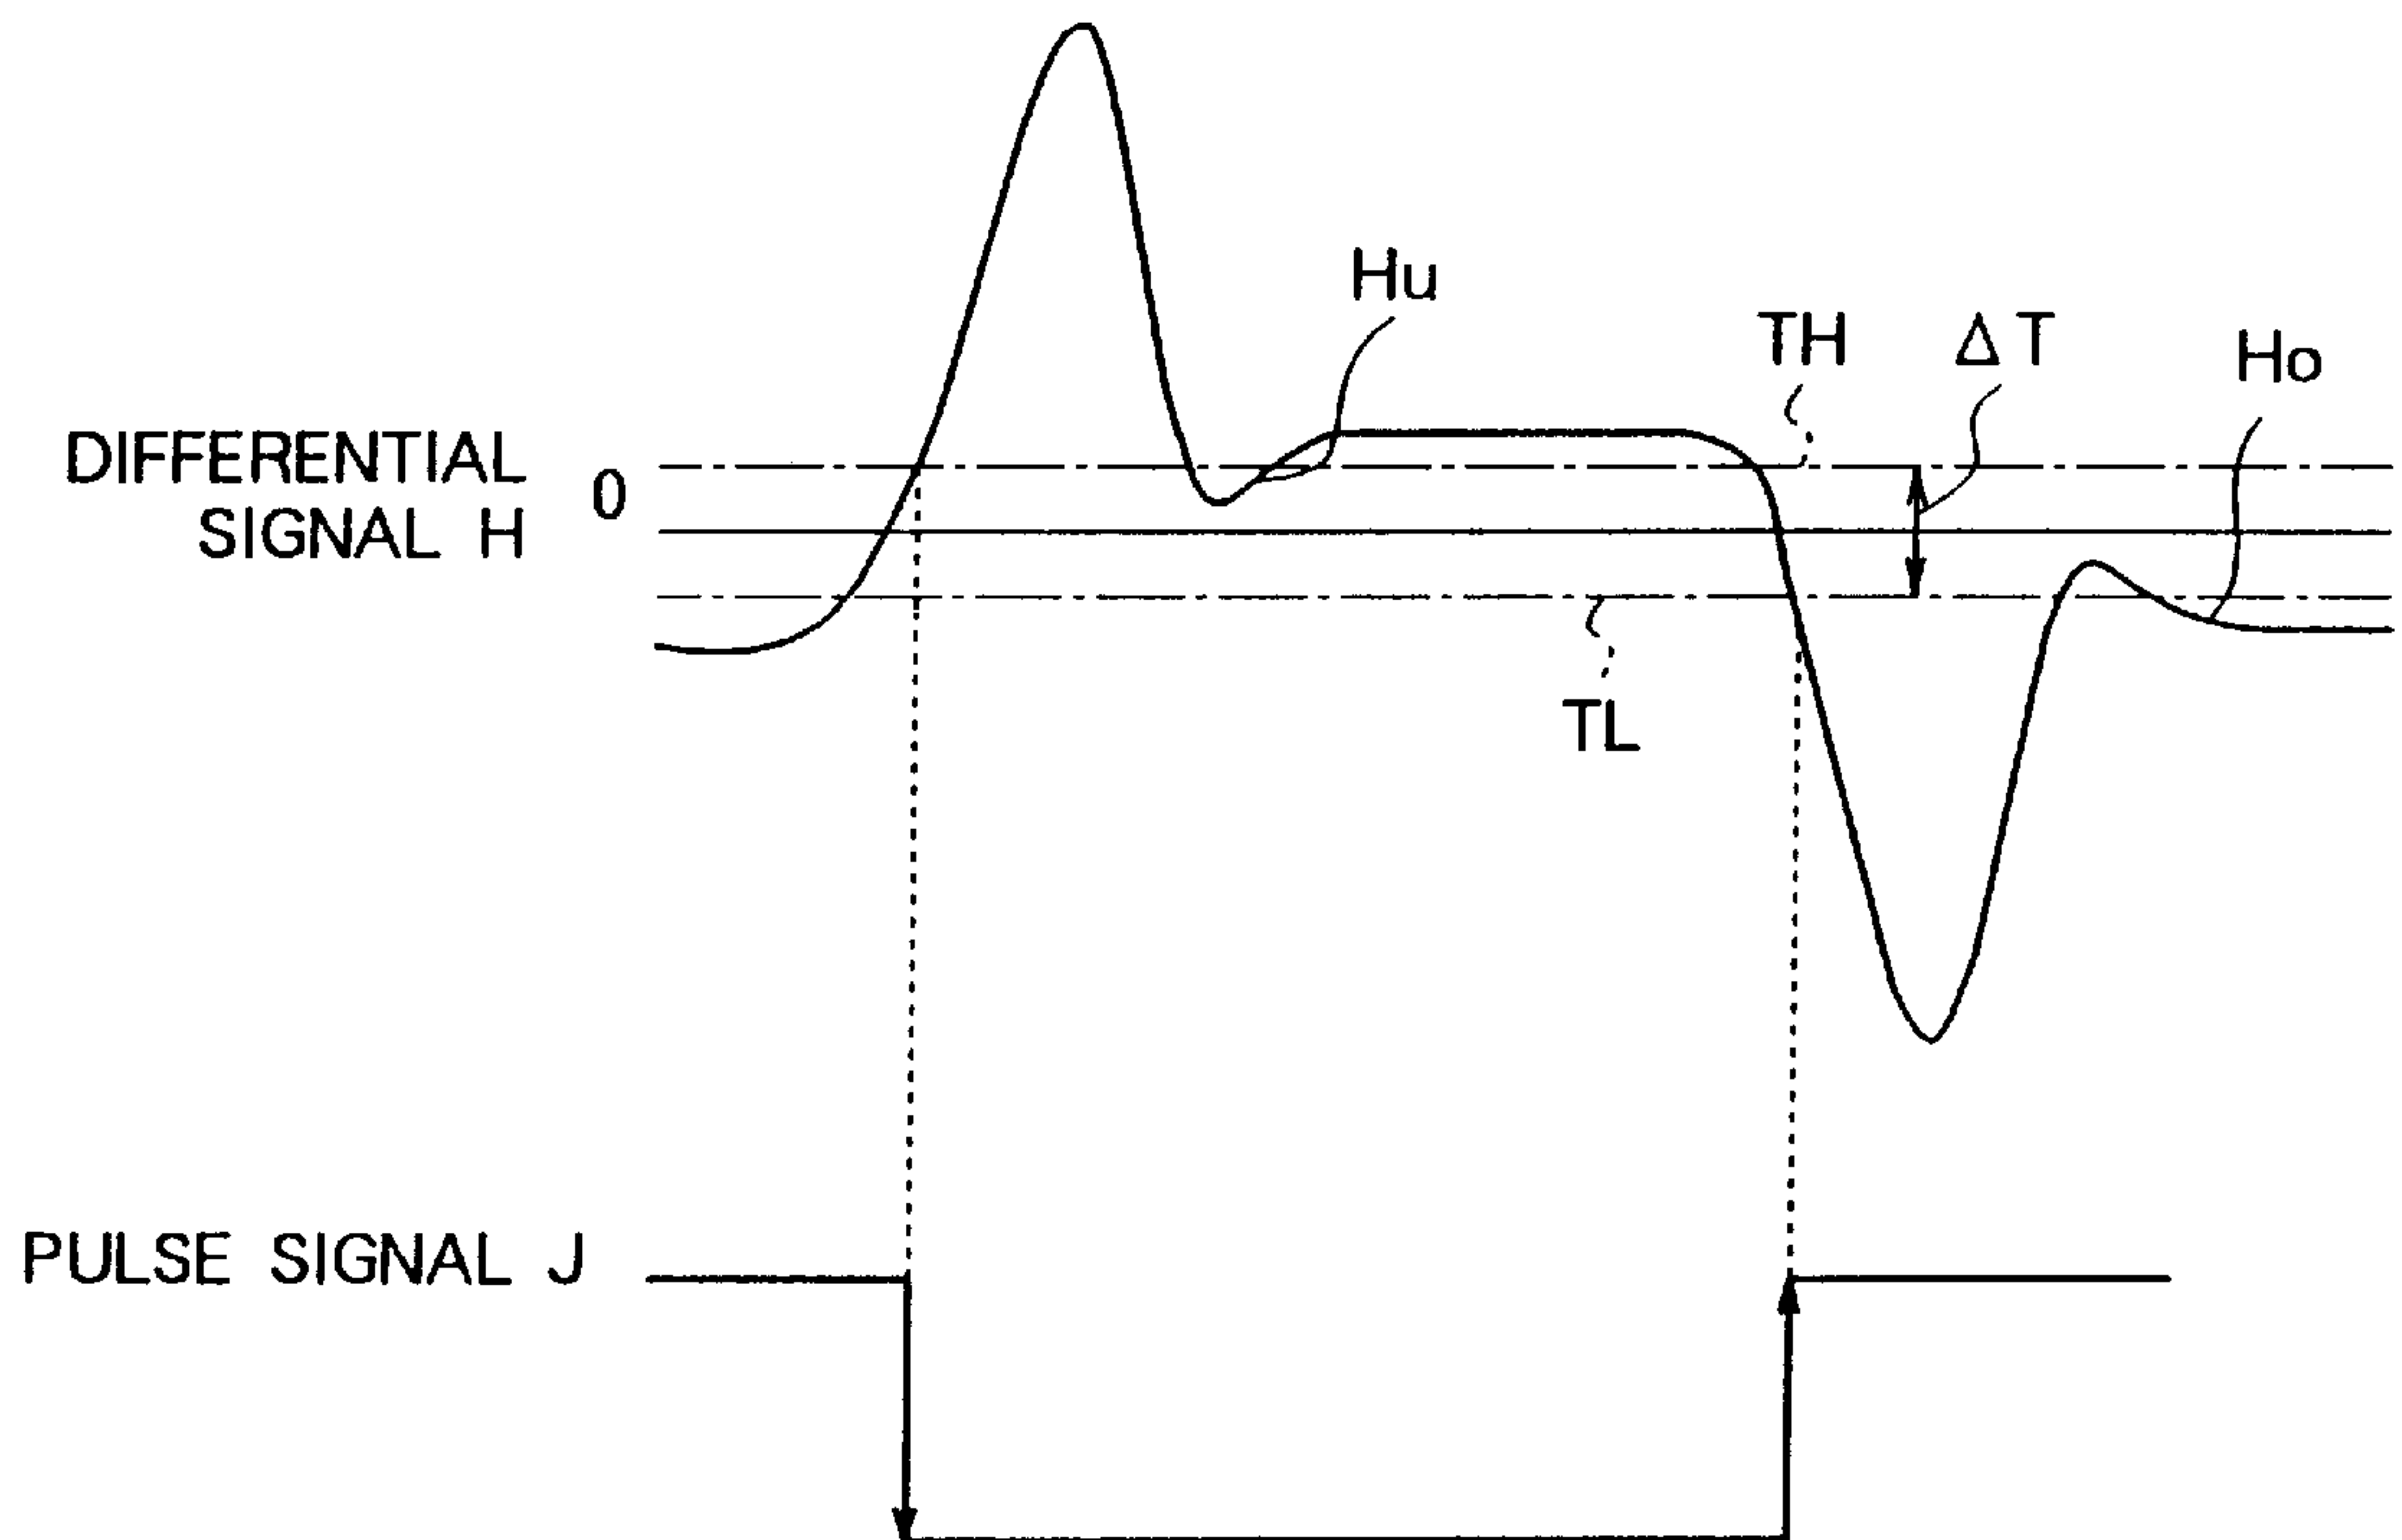 Hu
TH
ΔT
Ho
DIFFERENTIAL
SIGNAL H
0
TL
PULSE SIGNAL J